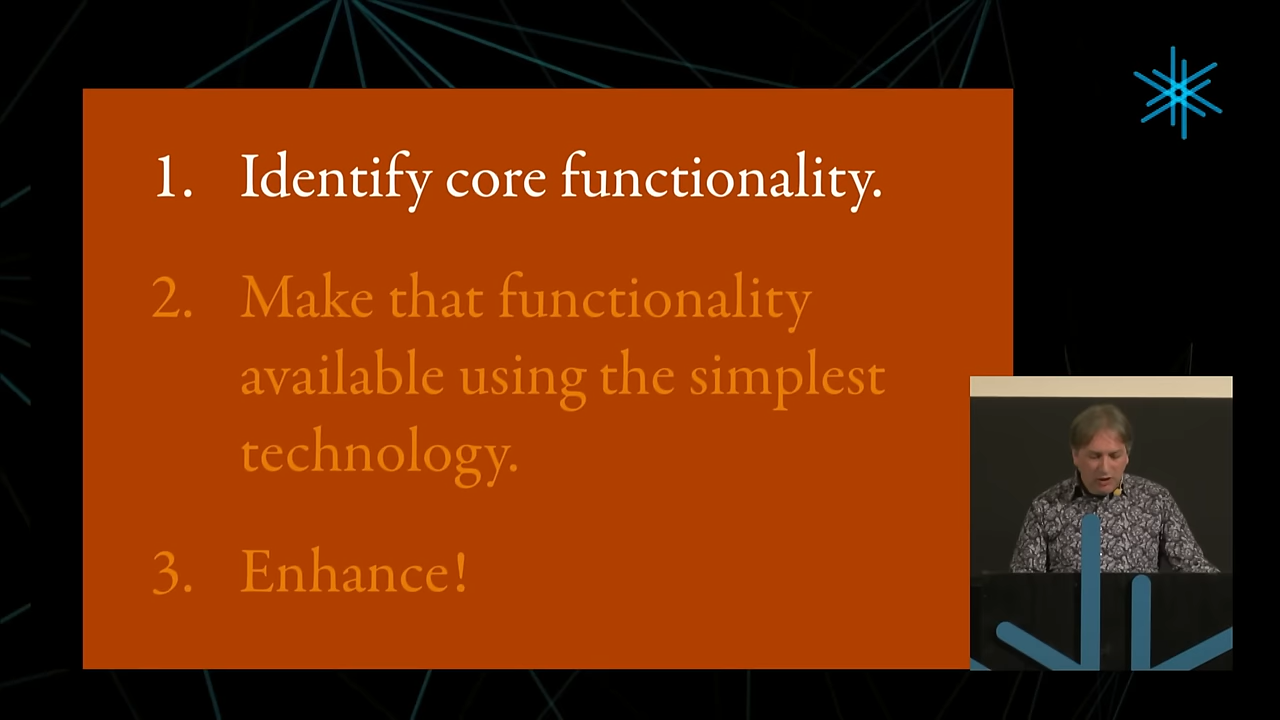 1. Identify core functionality.
2. Make that functionality
available using the simplest
technology.
3. Enhance!